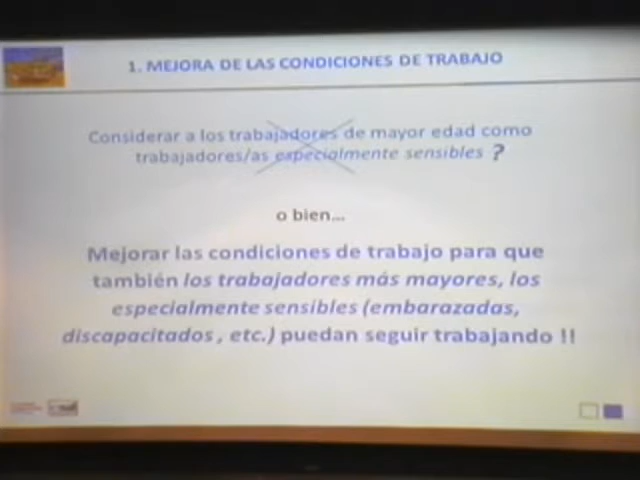 1. MEJORA DE LAS CONDICIONES DE TRABAJO
Considerar a los trabajadores de mayor edad como
trabajadores/as especialmente sensibles ?
o bien...
Mejorar las condiciones de trabajo para que
también los trabajadores más mayores, los
especialmente sensibles (embarazadas,
discapacitados , etc.) puedan seguir trabajando !!